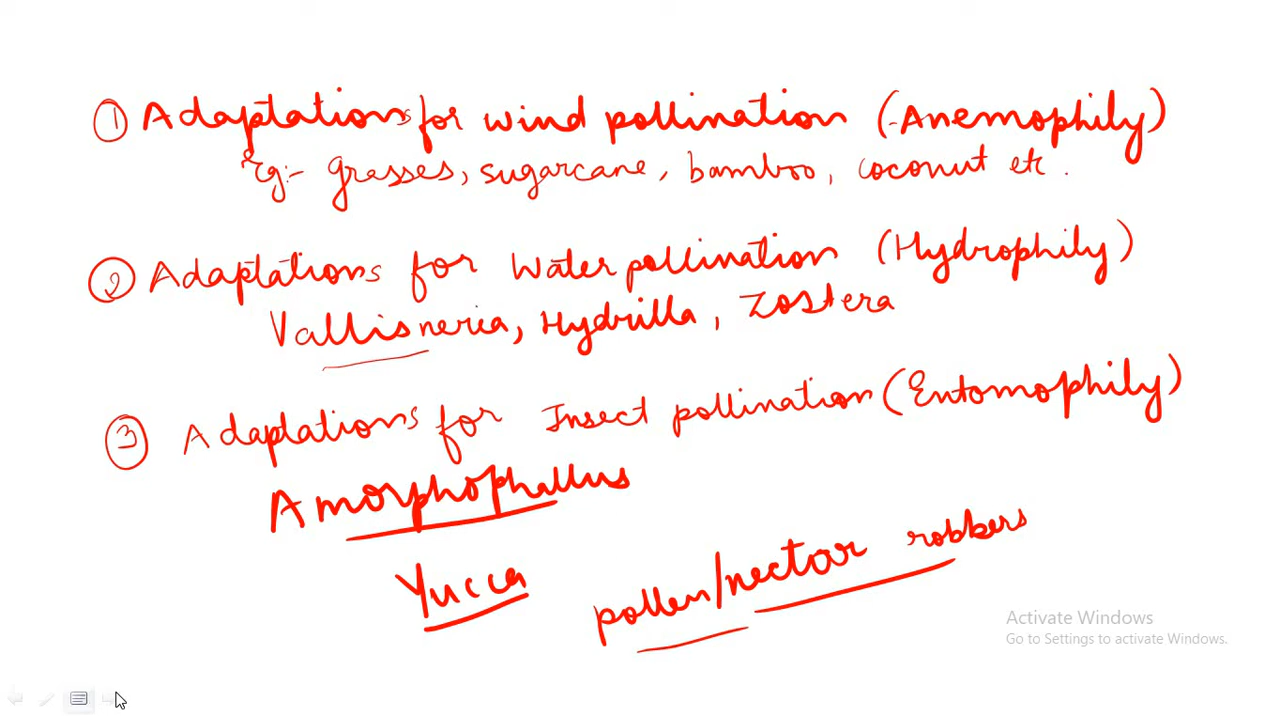 ① Adaptations for wind pollination (Anemophily)
Eg:- grasses, sugarcane, bamboo, coconut etc.
② Adaptations for Water pollination (Hydrophily)
Vallisneria, Hydrilla, Zostera
③ Adaptations for Insect pollination (Entomophily)
Amorphophallus
Yucca
pollen/nectar robbers
Activate Windows
Go to Settings to activate Windows.